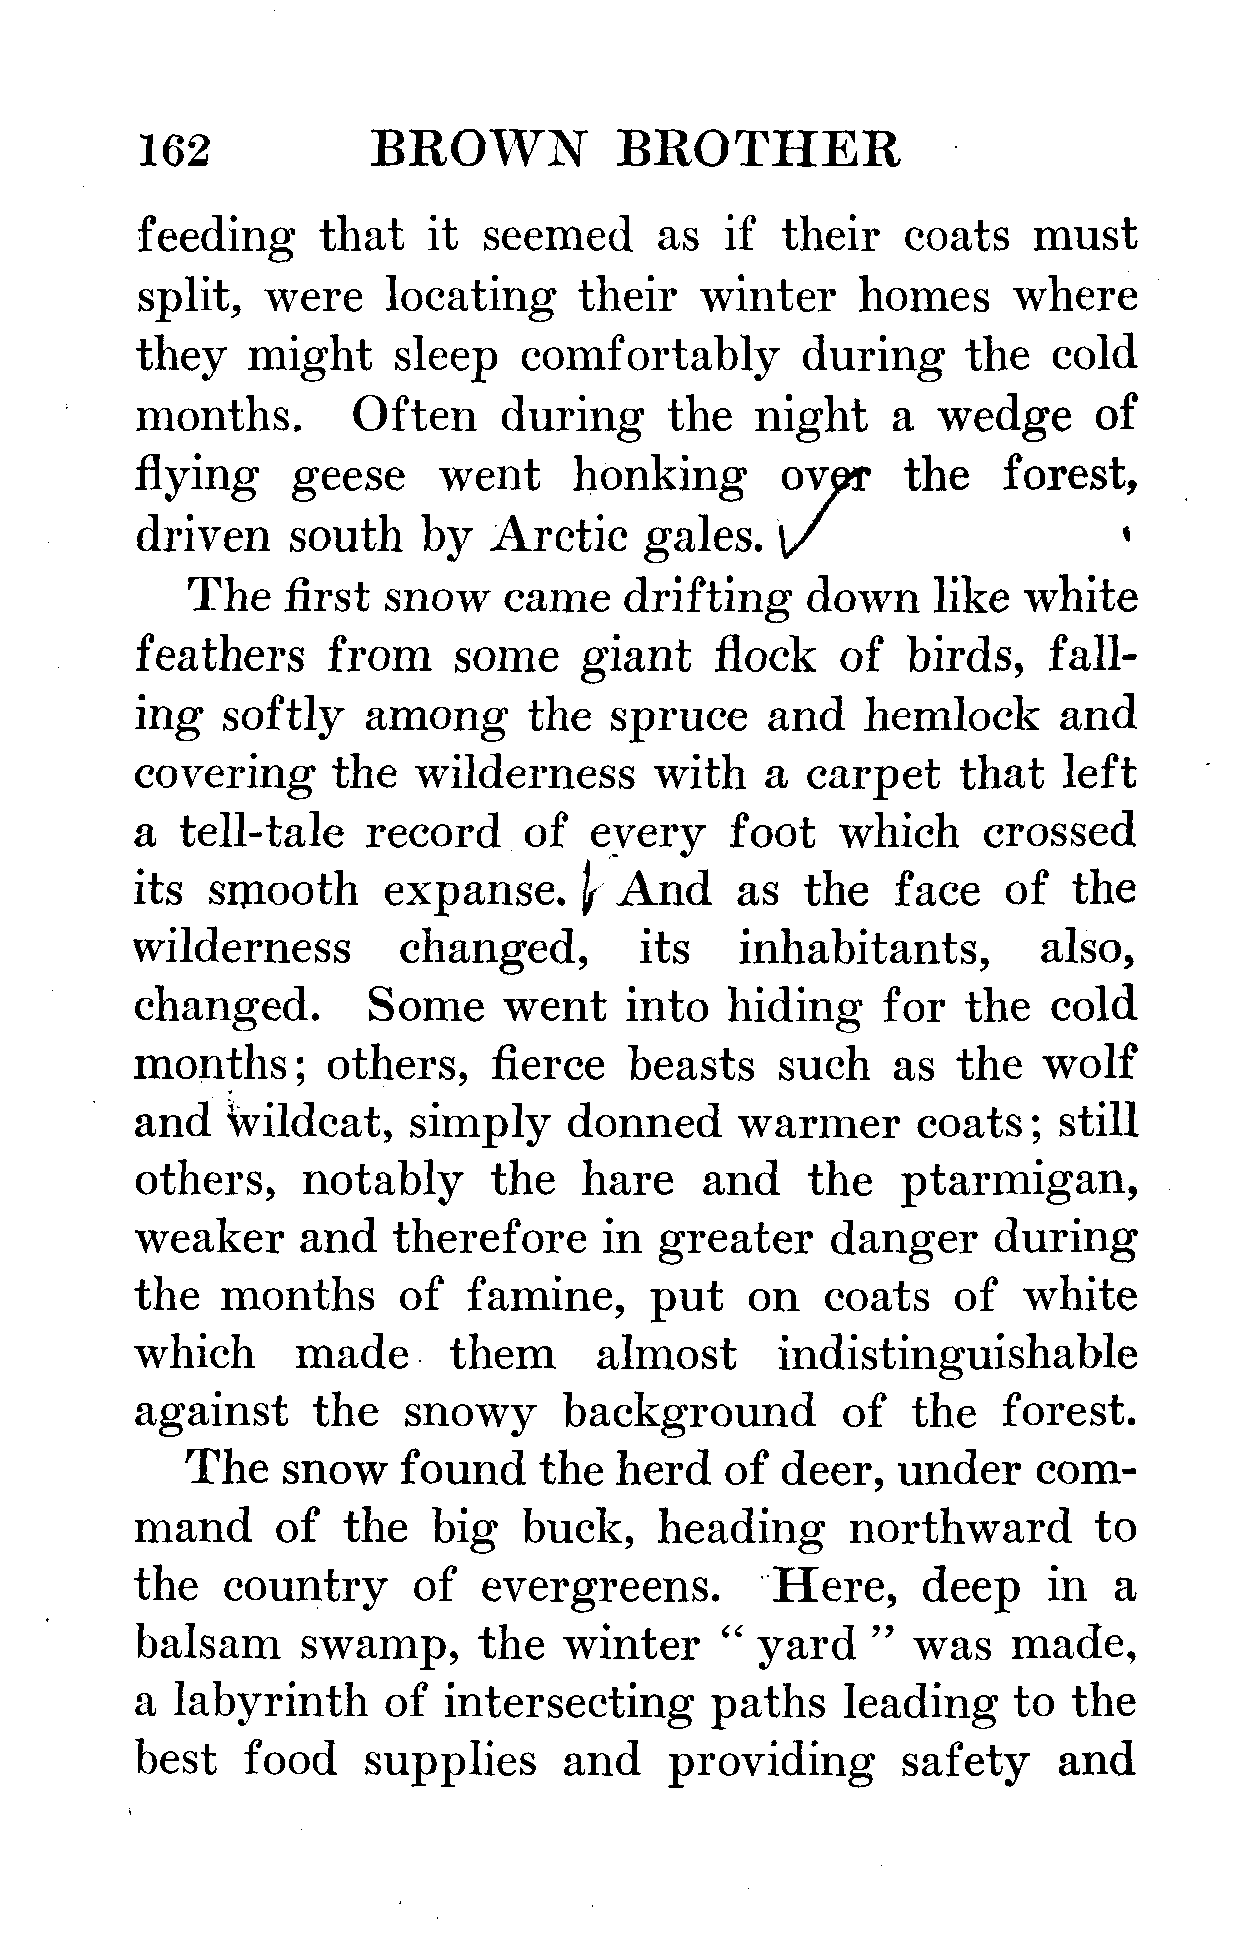 162 BROWN BROTHER
feeding that it seemed as if their coats must
split, were locating their winter homes where
they might sleep comfortably during the cold
months. Often during the night a wedge of
flying geese went honking over the forest,
driven south by Arctic gales.
The first snow came drifting down like white
feathers from some giant flock of birds, fall-
ing softly among the spruce and hemlock and
covering the wilderness with a carpet that left
a tell-tale record of every foot which crossed
its smooth expanse. And as the face of the
wilderness changed, its inhabitants, also,
changed. Some went into hiding for the cold
months; others, fierce beasts such as the wolf
and wildcat, simply donned warmer coats; still
others, notably the hare and the ptarmigan,
weaker and therefore in greater danger during
the months of famine, put on coats of white
which made them almost indistinguishable
against the snowy background of the forest.
The snow found the herd of deer, under com-
mand of the big buck, heading northward to
the country of evergreens. Here, deep in a
balsam swamp, the winter “ yard ” was made,
a labyrinth of intersecting paths leading to the
best food supplies and providing safety and